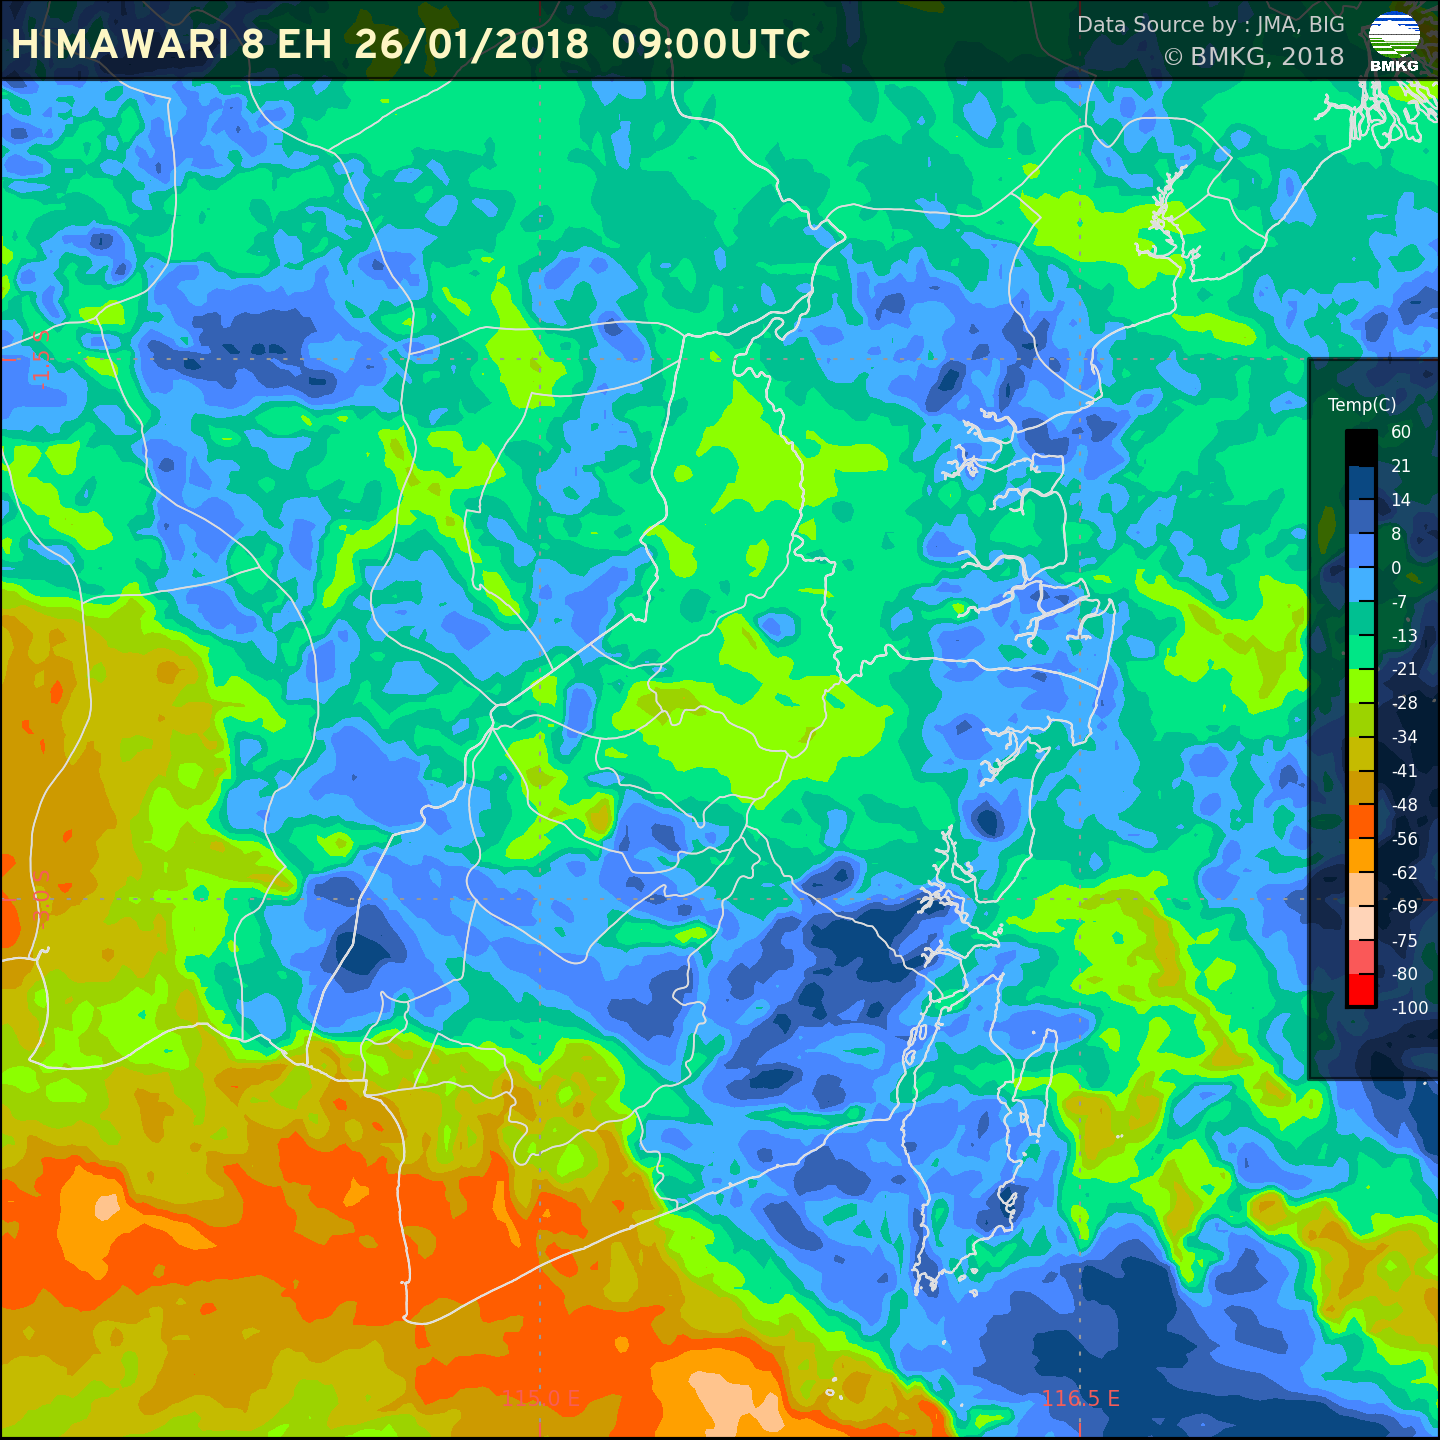 HIMAWARI 8 EH 26/01/2018 09:00UTC
Data Source by : JMA, BIG
© BMKG, 2018
BMKG
1.5 S
3.0 S
115.0 E
116.5 E
Temp(C)
60
21
14
8
0
-7
-13
-21
-28
-34
-41
-48
-56
-62
-69
-75
-80
-100